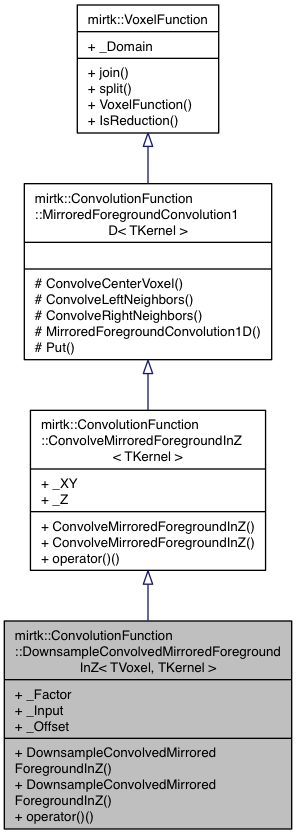 mirtk::VoxelFunction
+ _Domain
+ join()
+ split()
+ VoxelFunction()
+ IsReduction()
mirtk::ConvolutionFunction
::MirroredForegroundConvolution1
D< TKernel >
# ConvolveCenterVoxel()
# ConvolveLeftNeighbors()
# ConvolveRightNeighbors()
# MirroredForegroundConvolution1D()
# Put()
mirtk::ConvolutionFunction
::ConvolveMirroredForegroundInZ
< TKernel >
+ _XY
+ _Z
+ ConvolveMirroredForegroundInZ()
+ ConvolveMirroredForegroundInZ()
+ operator()()
mirtk::ConvolutionFunction
::DownsampleConvolvedMirroredForeground
InZ< TVoxel, TKernel >
+ _Factor
+ _Input
+ _Offset
+ DownsampleConvolvedMirrored
ForegroundInZ()
+ DownsampleConvolvedMirrored
ForegroundInZ()
+ operator()()